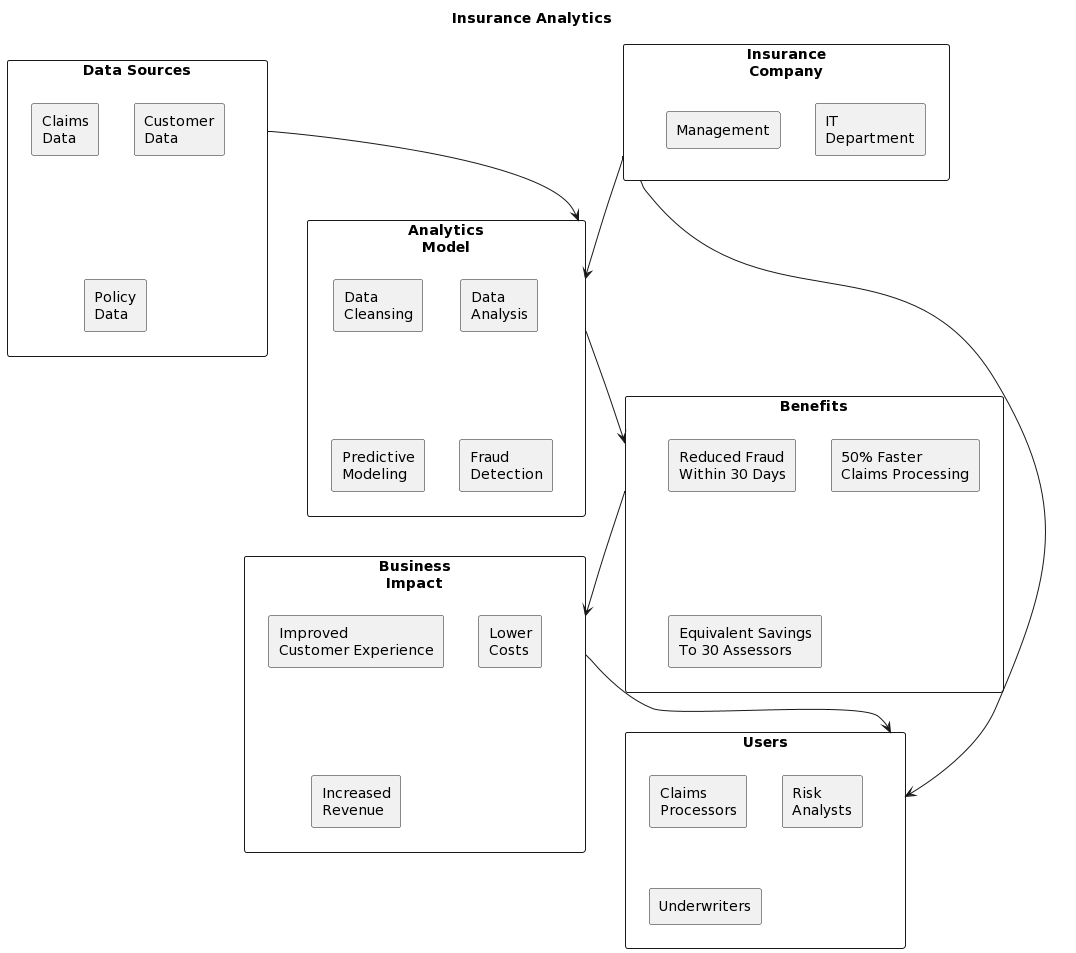 Insurance Analytics
Data Sources
Claims
Data
Customer
Data
Policy
Data
Insurance
Company
Management
IT
Department
Analytics
Model
Data
Cleansing
Data
Analysis
Predictive
Modeling
Fraud
Detection
Benefits
Reduced Fraud
Within 30 Days
50% Faster
Claims Processing
Equivalent Savings
To 30 Assessors
Business
Impact
Improved
Customer Experience
Lower
Costs
Increased
Revenue
Users
Claims
Processors
Risk
Analysts
Underwriters